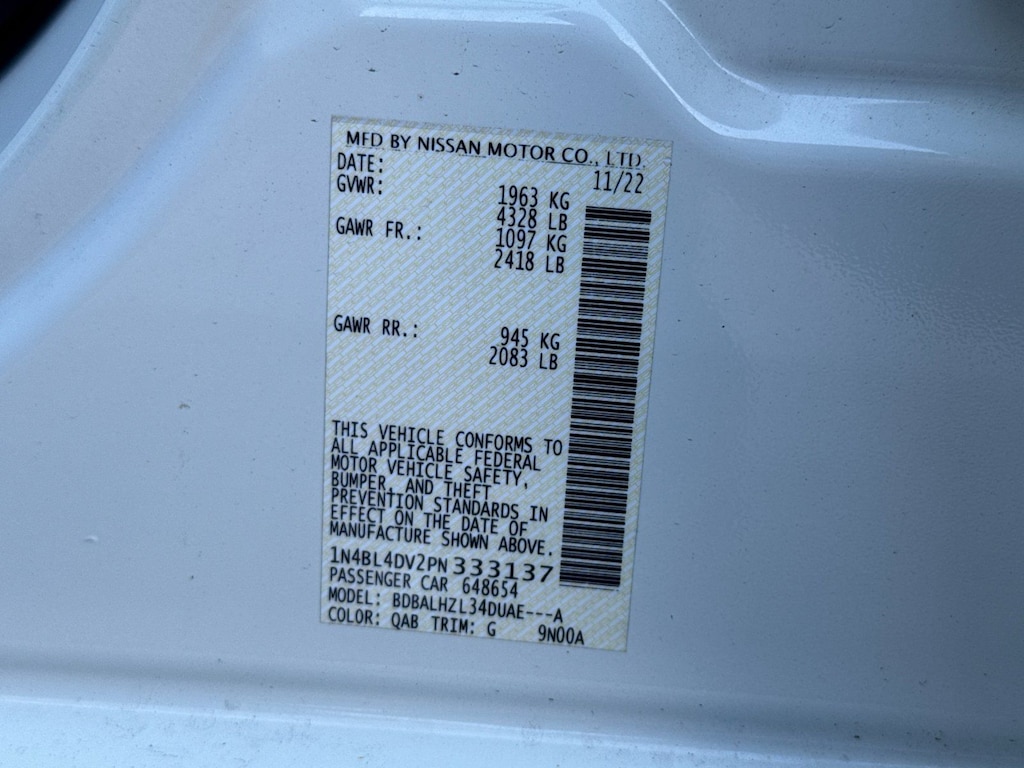 MFD BY NISSAN MOTOR CO., LTD.
DATE: 11/22
GVWR: 1963 KG
4328 LB
GAWR FR.: 1097 KG
2418 LB
GAWR RR.: 945 KG
2083 LB
THIS VEHICLE CONFORMS TO
ALL APPLICABLE FEDERAL
MOTOR VEHICLE SAFETY,
BUMPER, AND THEFT
PREVENTION STANDARDS IN
EFFECT ON THE DATE OF
MANUFACTURE SHOWN ABOVE.
1N4BL4DV2PN333137
PASSENGER CAR 648654
MODEL: BDBALHZL34DUAE---A
COLOR: QAB TRIM: G 9N00A